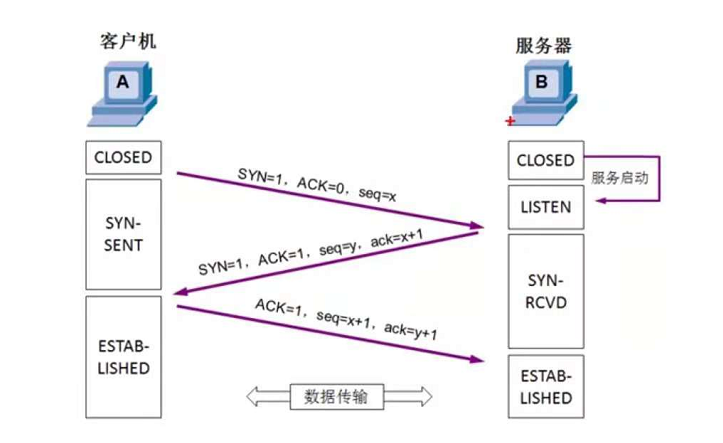 客户机
服务器
A
B
CLOSED
CLOSED
服务启动
SYN=1，ACK=0，seq=x
LISTEN
SYN-
SENT
SYN=1，ACK=1，seq=y，ack=x+1
SYN-
RCVD
ACK=1，seq=x+1，ack=y+1
ESTAB-
LISHED
ESTAB-
LISHED
数据传输